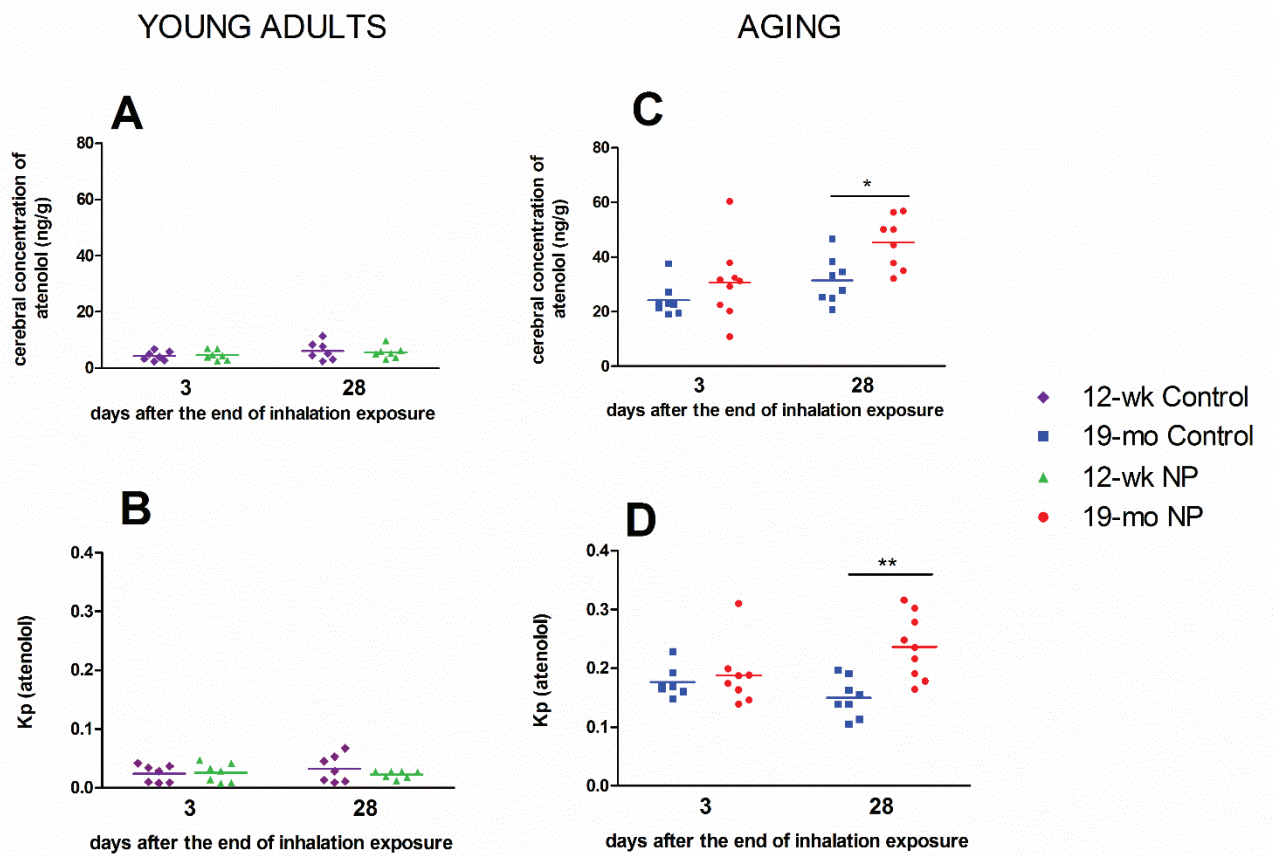 YOUNG ADULTS
AGING
A
cerebral concentration of
atenolol (ng/g)
80
60
40
20
0
3
28
days after the end of inhalation exposure
C
cerebral concentration of
atenolol (ng/g)
80
60
40
20
0
*
3
28
days after the end of inhalation exposure
12-wk Control
19-mo Control
12-wk NP
19-mo NP
B
Kp (atenolol)
0.4
0.3
0.2
0.1
0.0
3
28
days after the end of inhalation exposure
D
Kp (atenolol)
0.4
0.3
0.2
0.1
0.0
**
3
28
days after the end of inhalation exposure